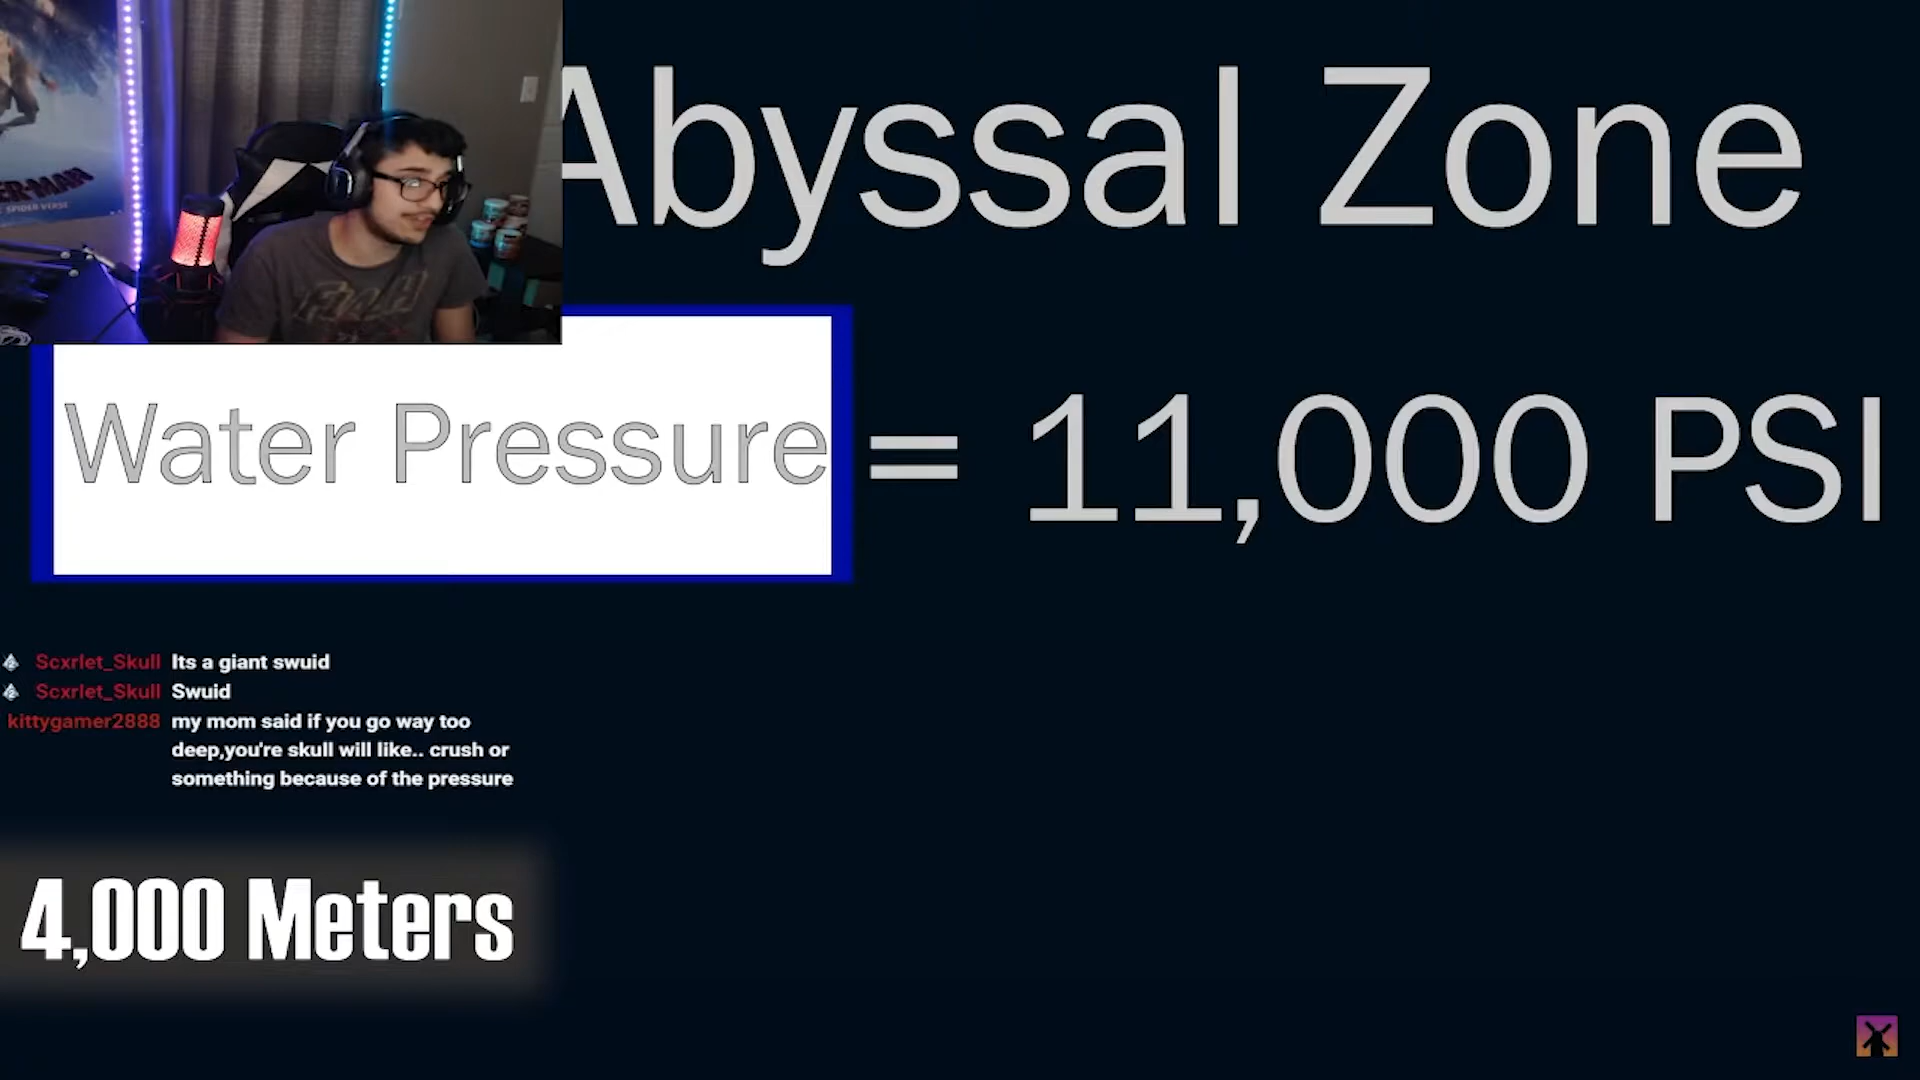 Abyssal Zone
Water Pressure = 11,000 PSI
Scxrlet_Skull Its a giant swuid
Scxrlet_Skull Swuid
kittygamer2888 my mom said if you go way too
deep,you're skull will like.. crush or
something because of the pressure
4,000 Meters
SPIDER VERSE